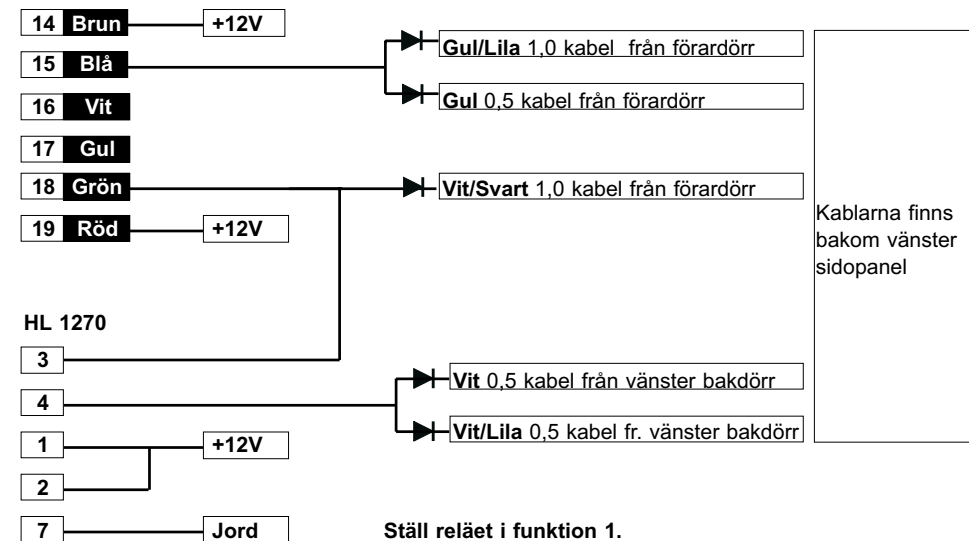 14 Brun +12V
Gul/Lila 1,0 kabel från förardörr
15 Blå
Gul 0,5 kabel från förardörr
16 Vit
17 Gul
18 Grön Vit/Svart 1,0 kabel från förardörr
19 Röd +12V
Kablarna finns
bakom vänster
sidopanel
HL 1270
3
Vit 0,5 kabel från vänster bakdörr
4
Vit/Lila 0,5 kabel fr. vänster bakdörr
1 +12V
2
7 Jord Ställ reläet i funktion 1.